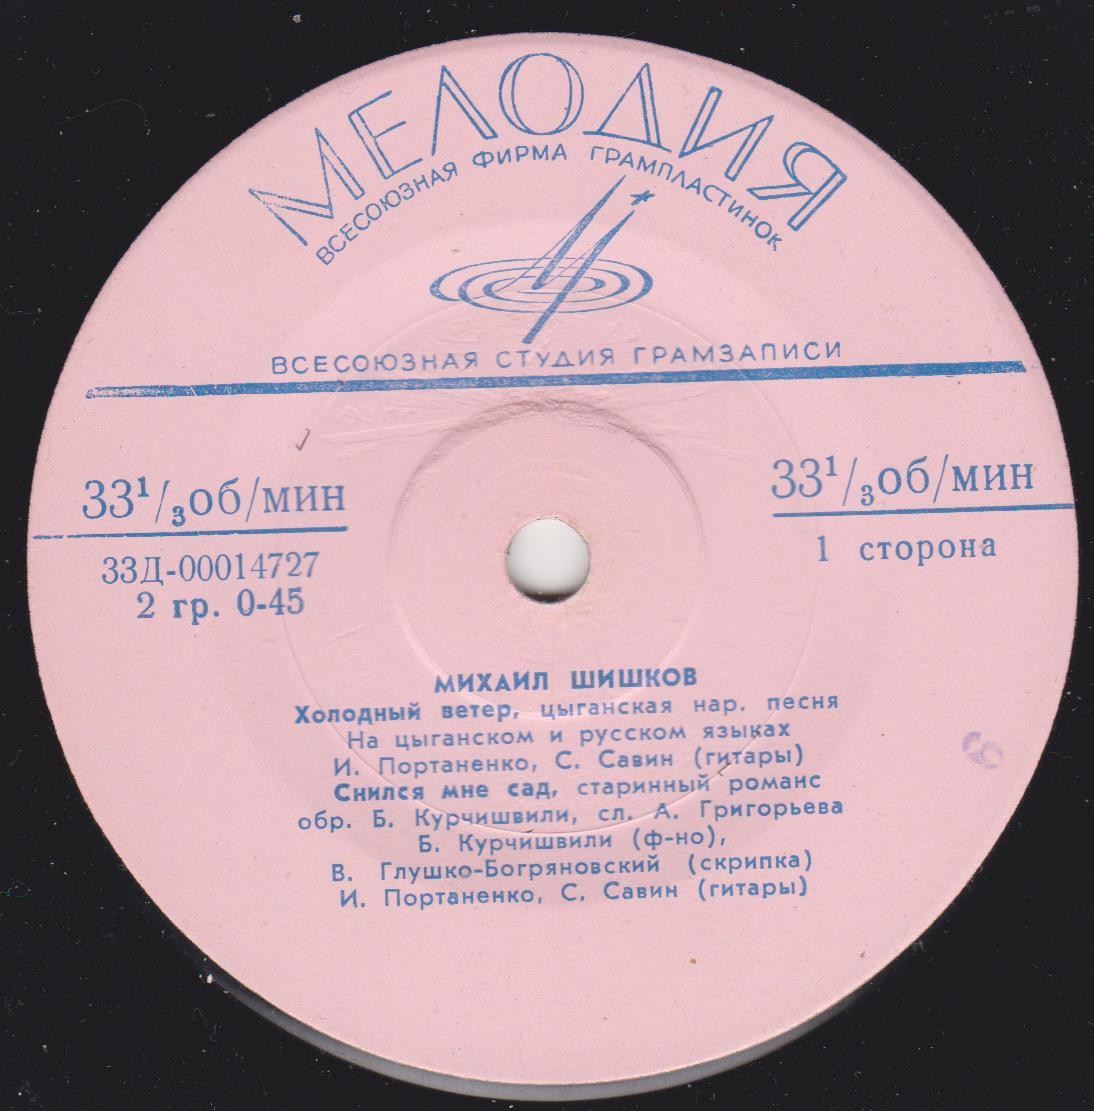 МЕЛОДИЯ
ВСЕСОЮЗНАЯ ФИРМА ГРАМПЛАСТИНОК
ВСЕСОЮЗНАЯ СТУДИЯ ГРАМЗАПИСИ
33¹/₃об/мин
33Д-00014727
2 гр. 0-45
33¹/₃об/мин
1 сторона
МИХАИЛ ШИШКОВ
Холодный ветер, цыганская нар. песня
На цыганском и русском языках
И. Портаненко, С. Савин (гитары)
Снился мне сад, старинный романс
обр. Б. Курчишвили, сл. А. Григорьева
Б. Курчишвили (ф-но),
В. Глушко-Богряновский (скрипка)
И. Портаненко, С. Савин (гитары)